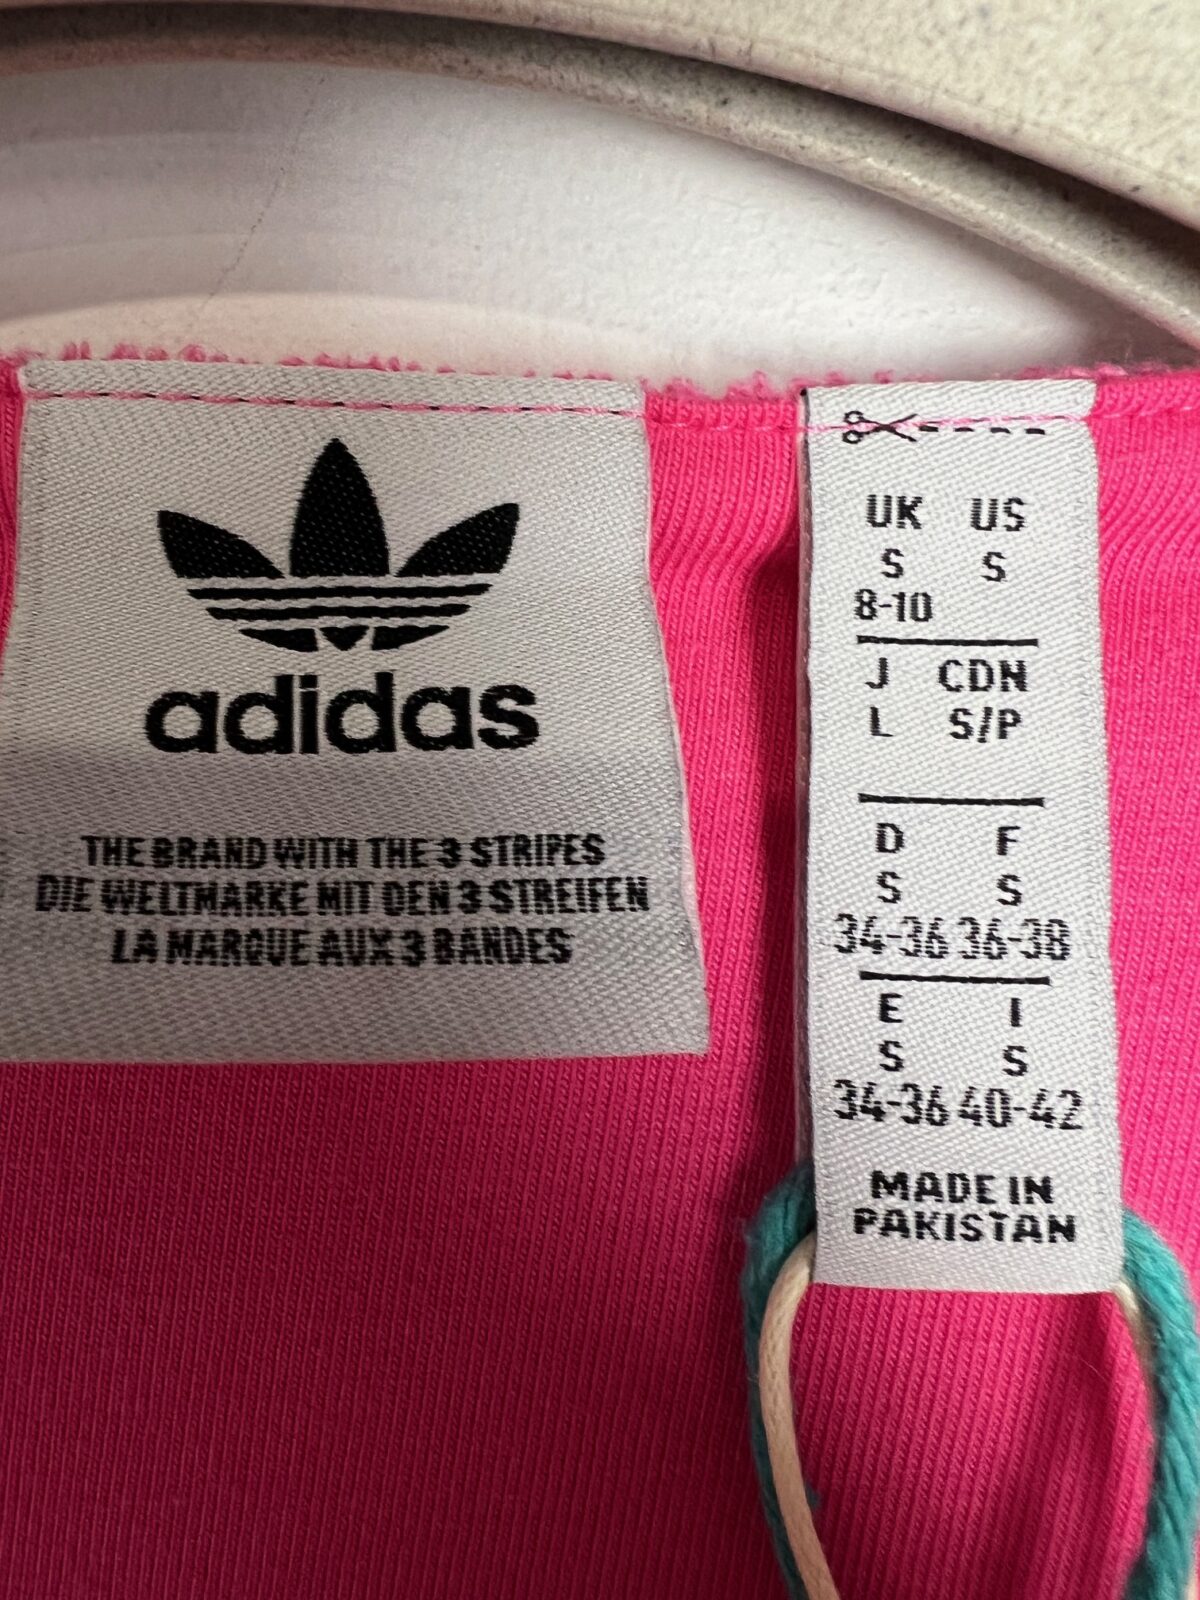 adidas
THE BRAND WITH THE 3 STRIPES
DIE WELTMARKE MIT DEN 3 STREIFEN
LA MARQUE AUX 3 BANDES
UK US
S S
8-10
J CDN
L S/P
D F
S S
34-36 36-38
E I
S S
34-36 40-42
MADE IN
PAKISTAN